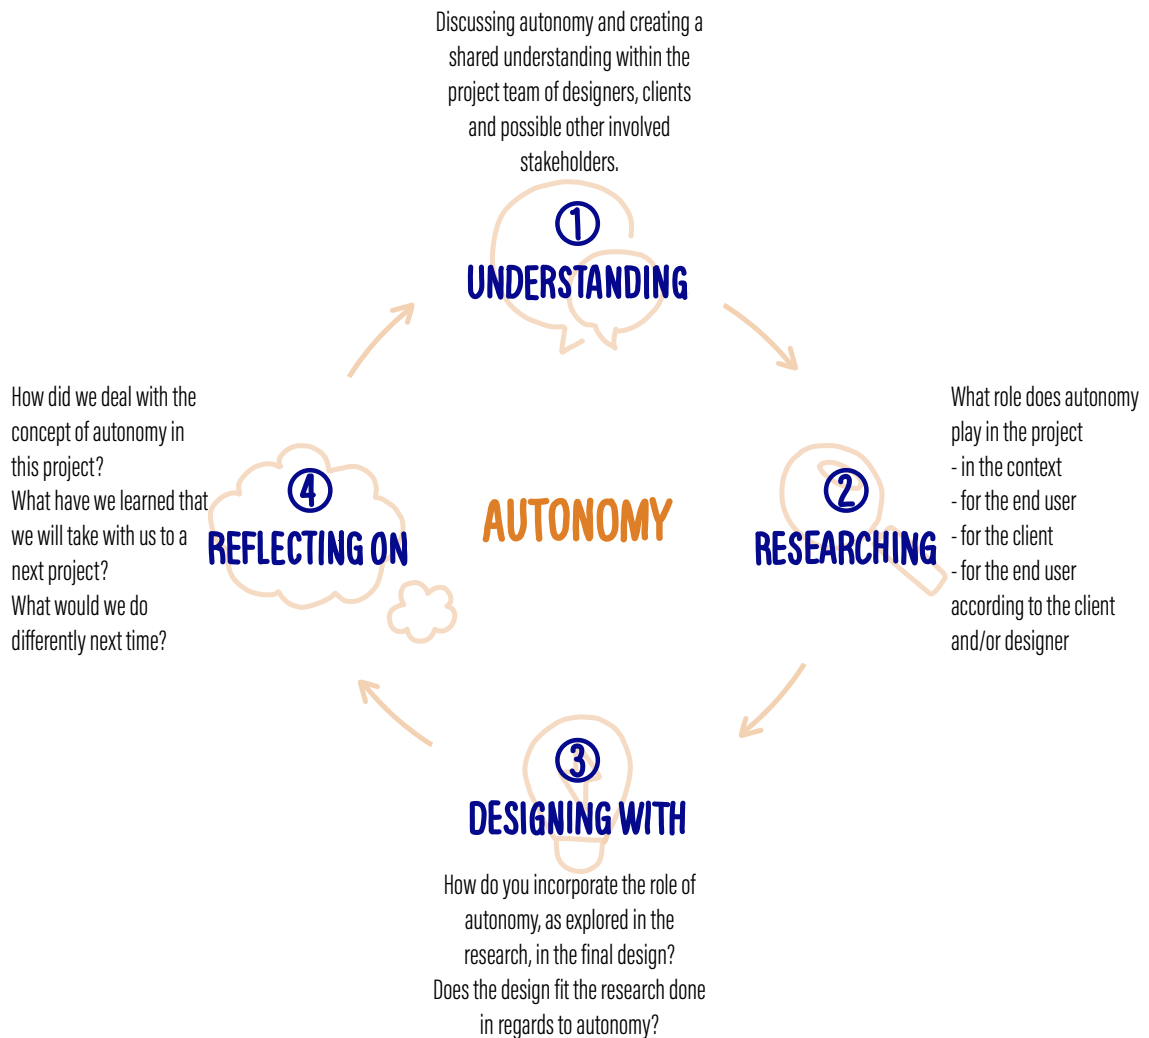 Discussing autonomy and creating a
shared understanding within the
project team of designers, clients
and possible other involved
stakeholders.
1
UNDERSTANDING
What role does autonomy
play in the project
- in the context
- for the end user
- for the client
- for the end user
according to the client
and/or designer
2
RESEARCHING
AUTONOMY
How did we deal with the
concept of autonomy in
this project?
What have we learned that
we will take with us to a
next project?
What would we do
differently next time?
4
REFLECTING ON
3
DESIGNING WITH
How do you incorporate the role of
autonomy, as explored in the
research, in the final design?
Does the design fit the research done
in regards to autonomy?